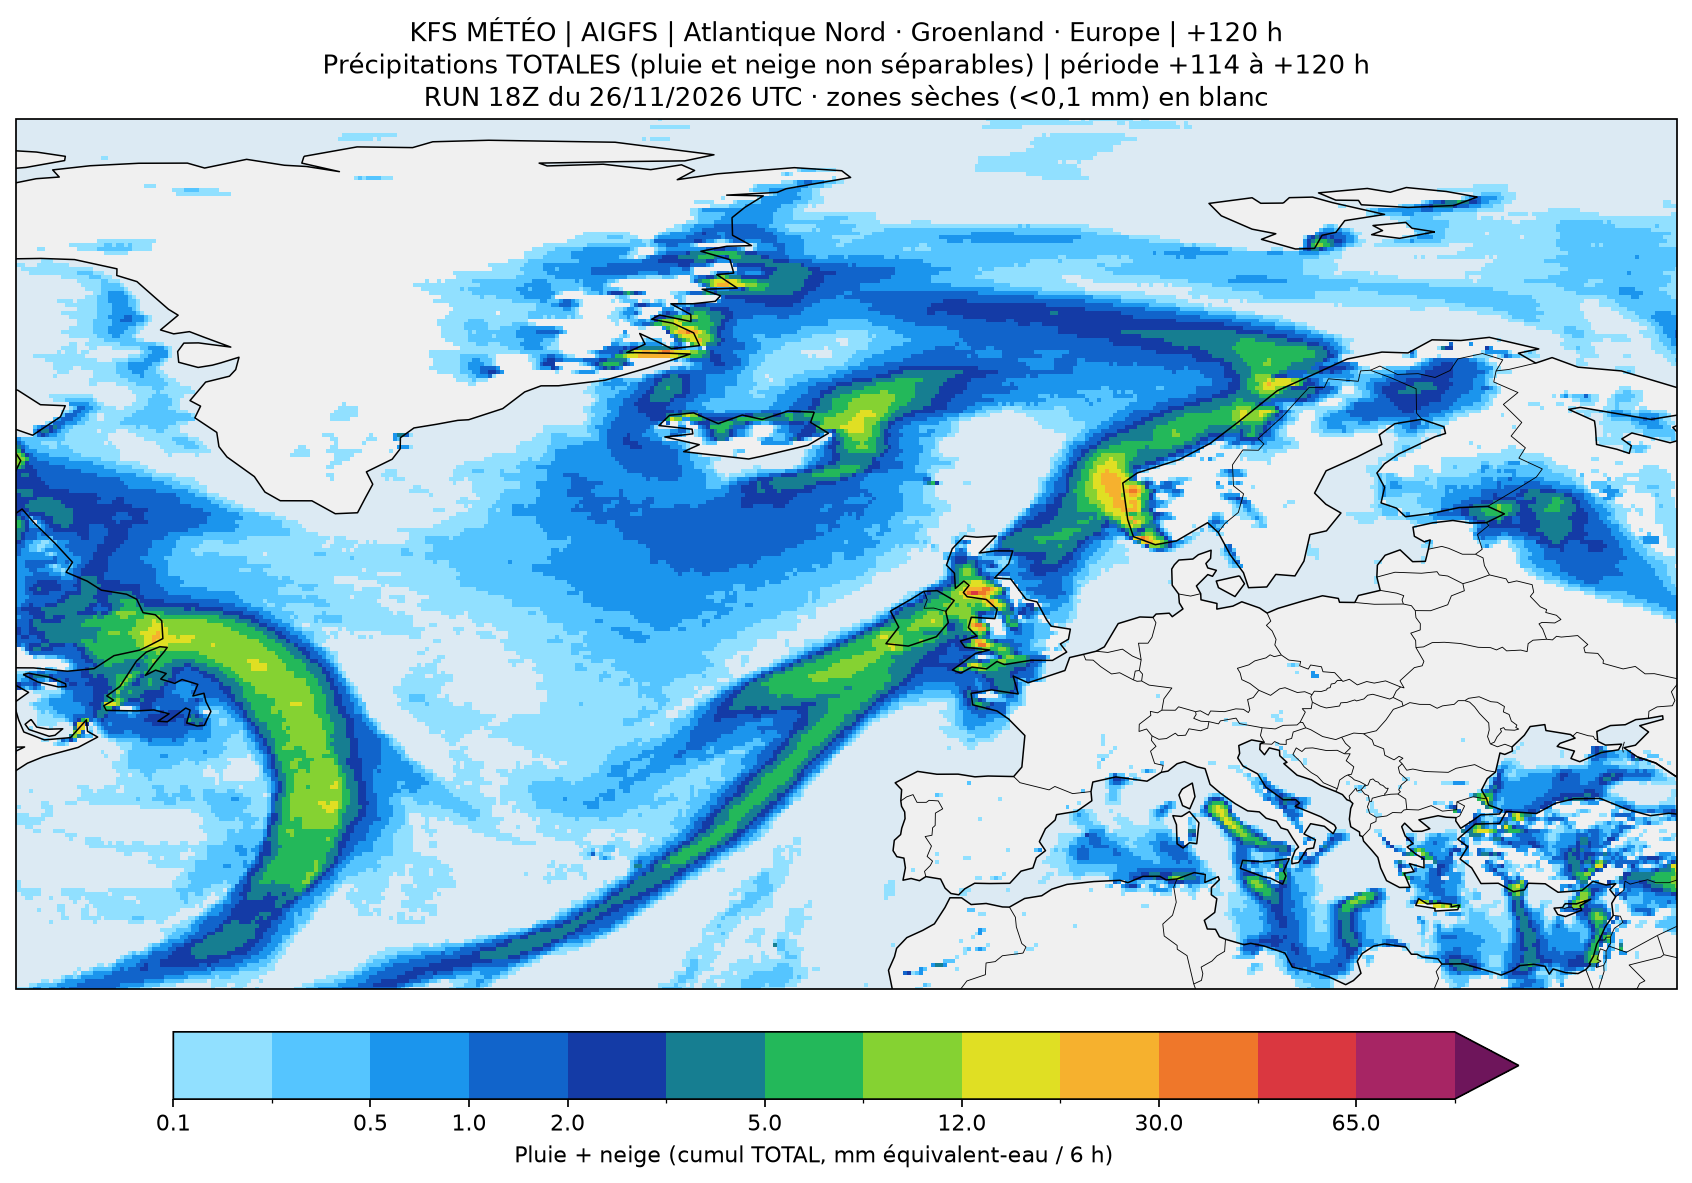 KFS MÉTÉO | AIGFS | Atlantique Nord · Groenland · Europe | +120 h
Précipitations TOTALES (pluie et neige non séparables) | période +114 à +120 h
RUN 18Z du 26/11/2026 UTC · zones sèches (<0,1 mm) en blanc
0.1 0.5 1.0 2.0 5.0 12.0 30.0 65.0
Pluie + neige (cumul TOTAL, mm équivalent-eau / 6 h)